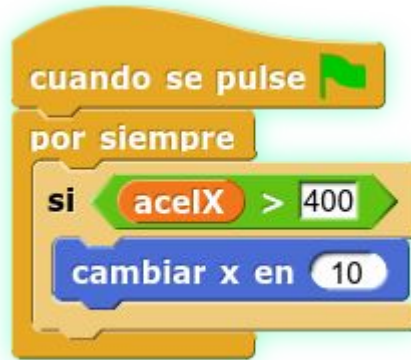 cuando se pulse
por siempre
si acelX > 400
cambiar x en 10